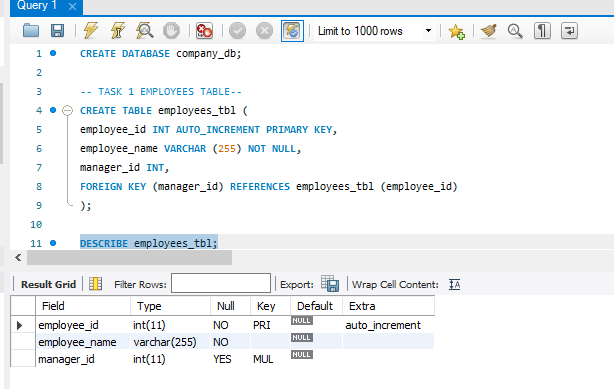 Query 1
Limit to 1000 rows
1 CREATE DATABASE company_db;
2
3 -- TASK 1 EMPLOYEES TABLE--
4 CREATE TABLE employees_tbl (
5 employee_id INT AUTO_INCREMENT PRIMARY KEY,
6 employee_name VARCHAR (255) NOT NULL,
7 manager_id INT,
8 FOREIGN KEY (manager_id) REFERENCES employees_tbl (employee_id)
9 );
10
11 DESCRIBE employees_tbl;
Result Grid Filter Rows: Export: Wrap Cell Content:
Field Type Null Key Default Extra
employee_id int(11) NO PRI NULL auto_increment
employee_name varchar(255) NO NULL
manager_id int(11) YES MUL NULL